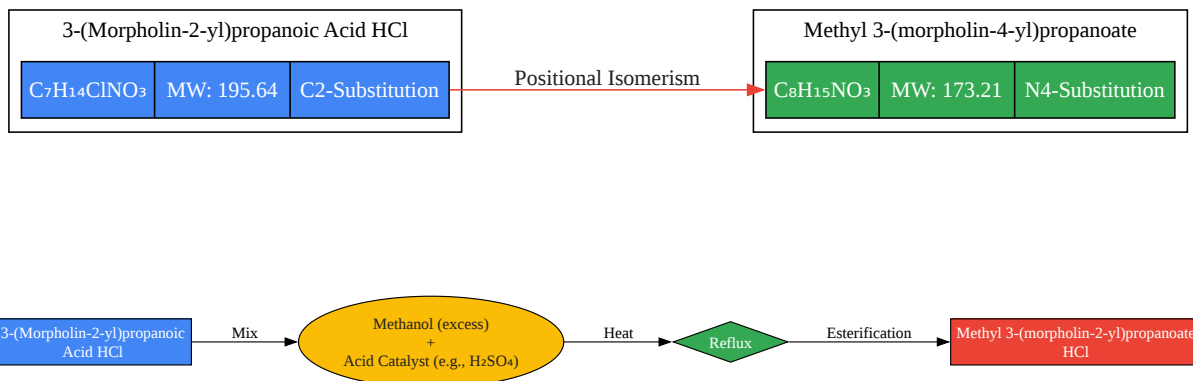 3-(Morpholin-2-yl)propanoic Acid HCl
C₇H₁₄ClNO₃
MW: 195.64
C2-Substitution
Positional Isomerism
Methyl 3-(morpholin-4-yl)propanoate
C₈H₁₅NO₃
MW: 173.21
N4-Substitution
3-(Morpholin-2-yl)propanoic
Acid HCl
Mix
Methanol (excess)
+
Acid Catalyst (e.g., H₂SO₄)
Heat
Reflux
Esterification
Methyl 3-(morpholin-2-yl)propanoate
HCl